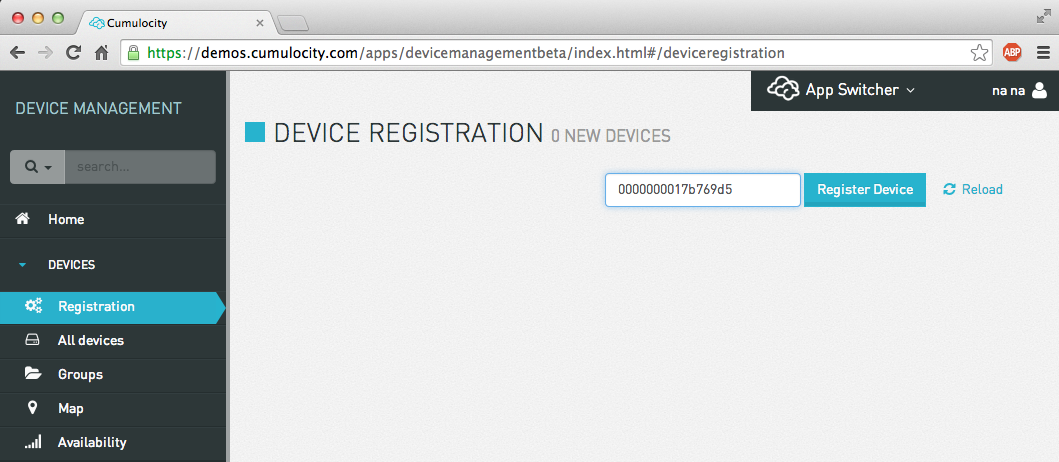 Cumulocity
https://demos.cumulocity.com/apps/devicemanagementbeta/index.html#/deviceregistration
ABP
DEVICE MANAGEMENT
App Switcher
na na
DEVICE REGISTRATION 0 NEW DEVICES
search...
0000000017b769d5
Register Device
Reload
Home
DEVICES
Registration
All devices
Groups
Map
Availability